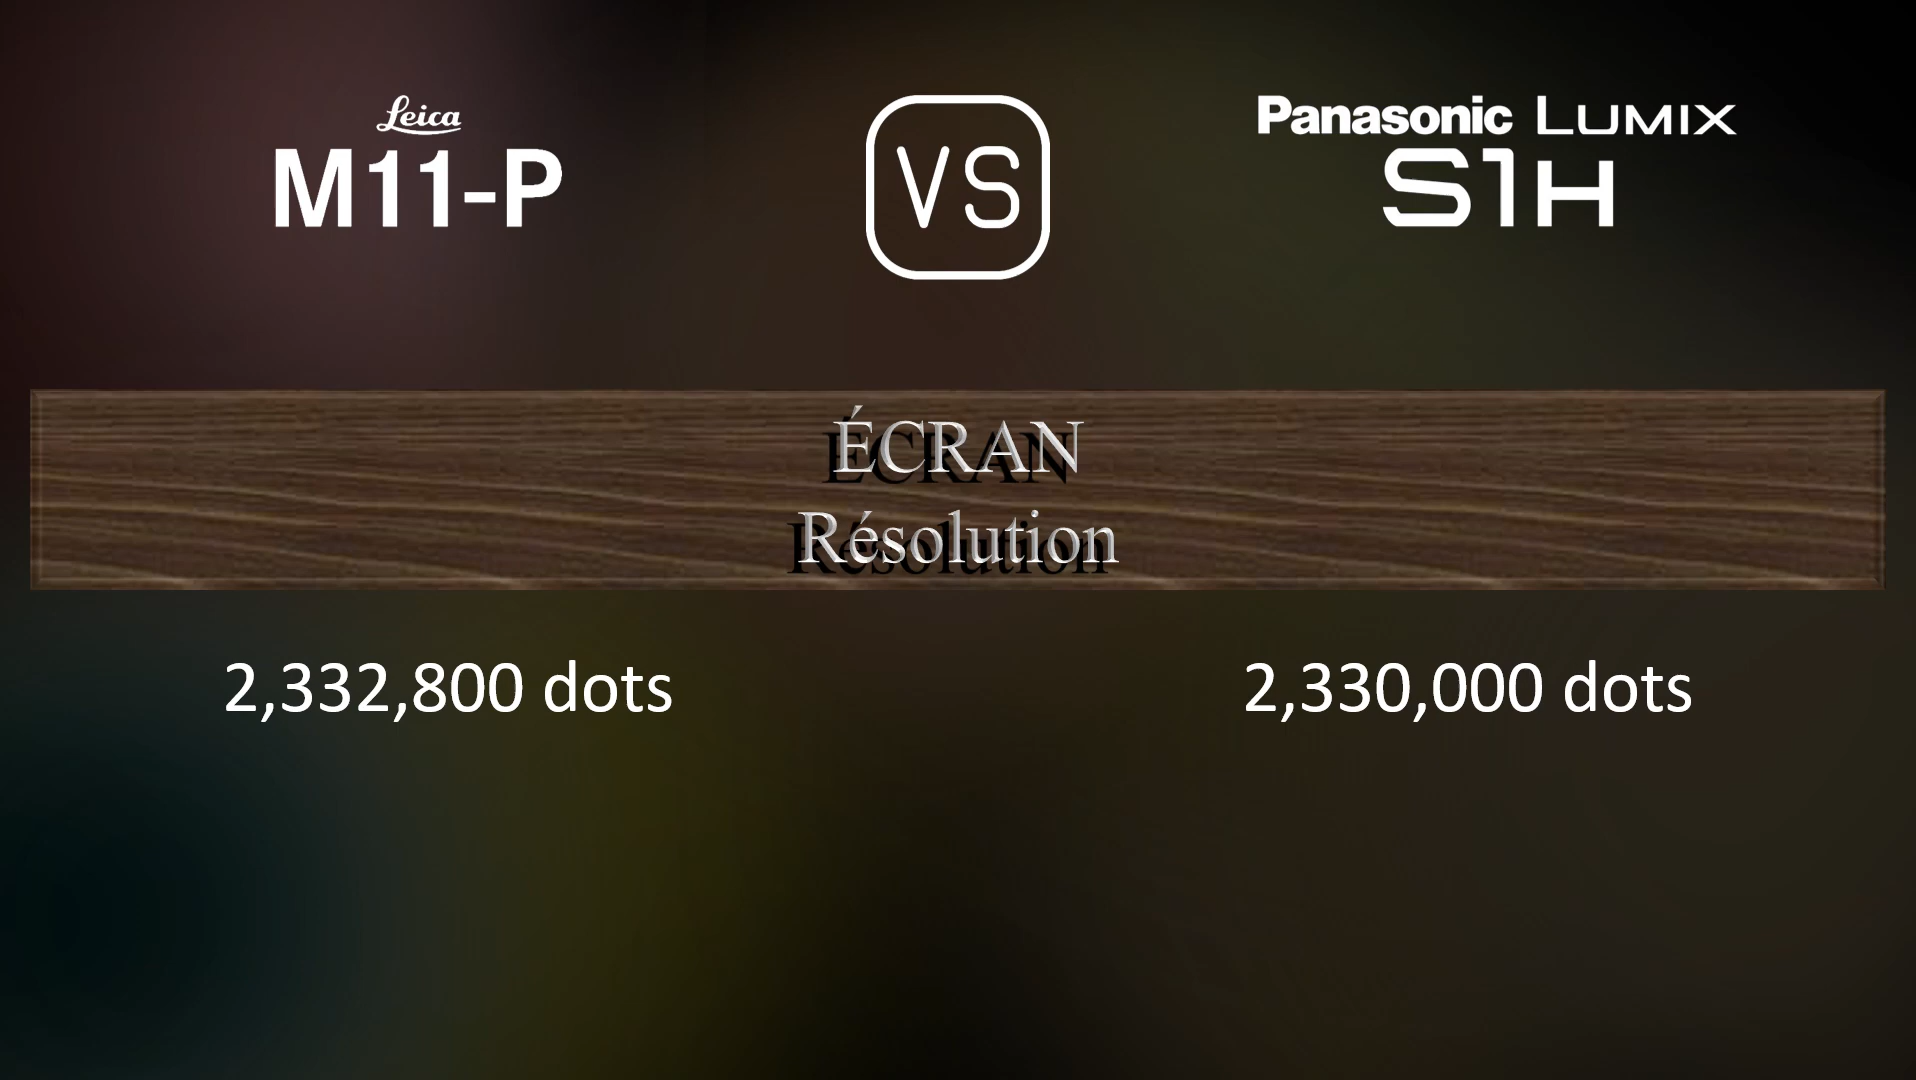 Leica
M11-P
VS
Panasonic LUMIX
S1H
ÉCRAN
Résolution
2,332,800 dots
2,330,000 dots